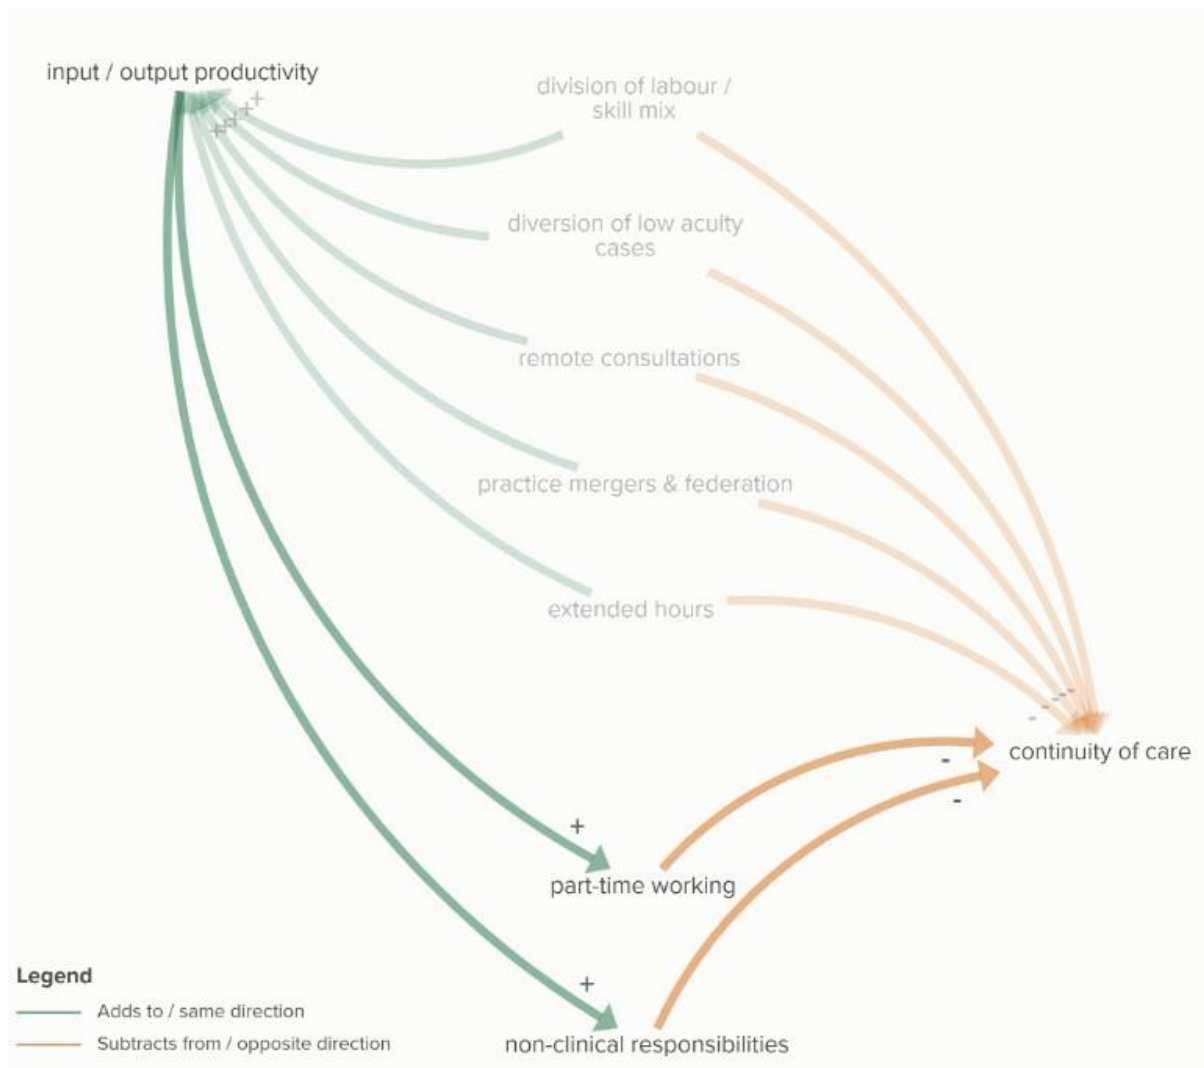 input / output productivity
+
+
+
+
+
division of labour /
skill mix
diversion of low acuity
cases
remote consultations
practice mergers & federation
extended hours
-
-
-
-
-
continuity of care
-
-
+
part-time working
+
non-clinical responsibilities
Legend
Adds to / same direction
Subtracts from / opposite direction